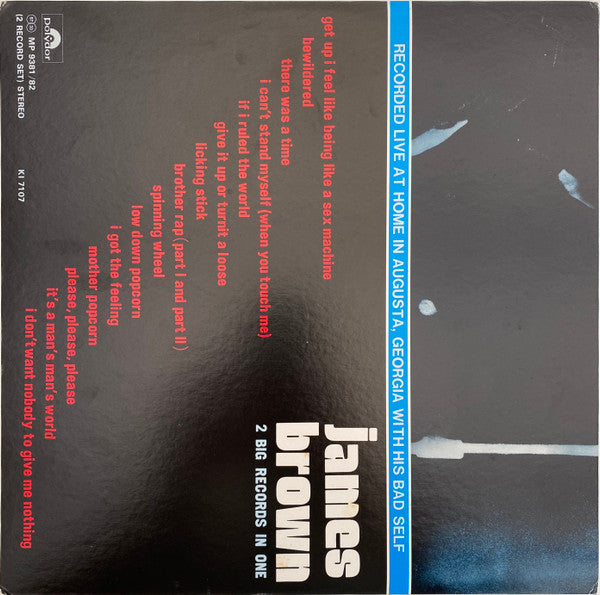 RECORDED LIVE AT HOME IN AUGUSTA, GEORGIA WITH HIS BAD SELF
james
brown
2 BIG RECORDS IN ONE
get up i feel like being like a sex machine
bewildered
there was a time
i can't stand myself (when you touch me)
if i ruled the world
give it up or turnit a loose
licking stick
brother rap (part I and part II)
spinning wheel
low down popcorn
i got the feeling
mother popcorn
please, please, please
it's a man's man's world
i don't want nobody to give me nothing
polydor
MP 9381/82
(2 RECORD SET) STEREO
KI 7107